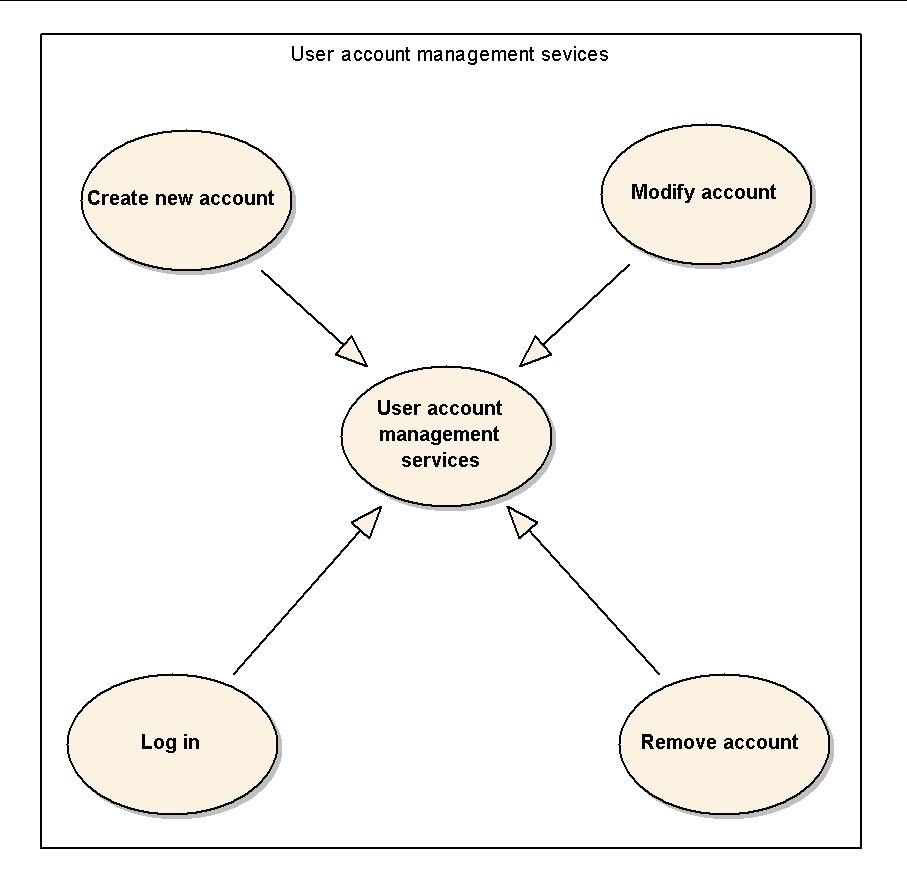 User account management sevices
Create new account
Modify account
User account
management
services
Log in
Remove account